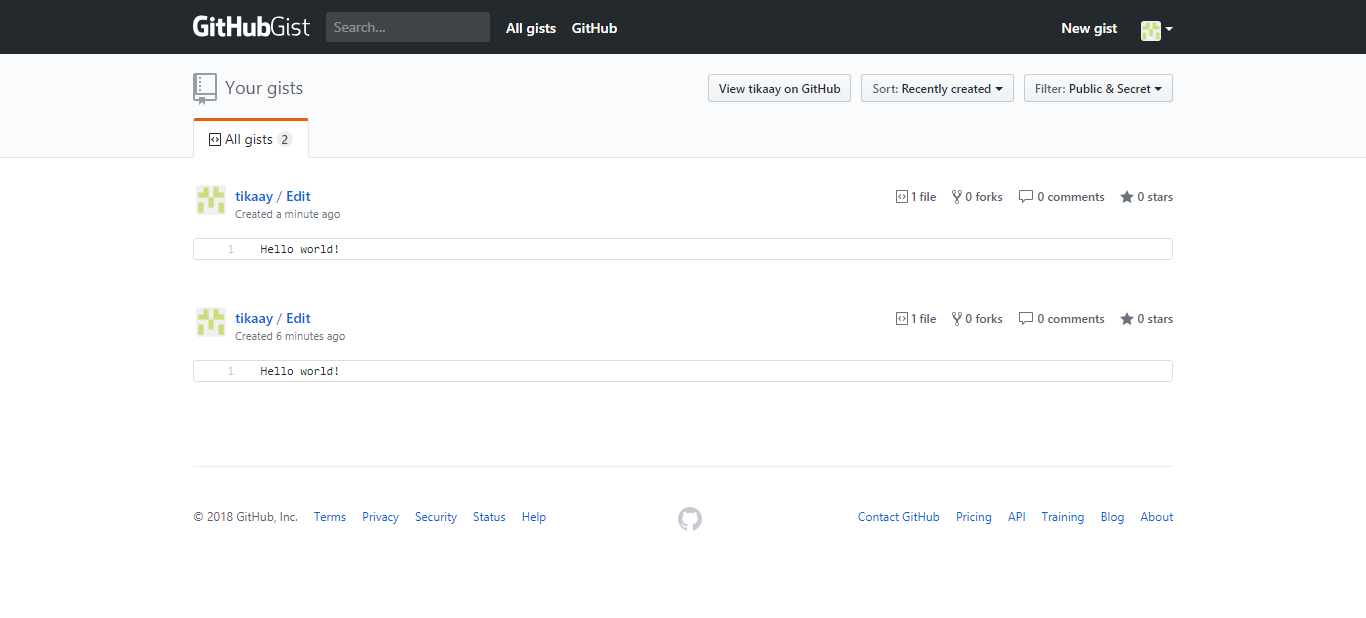 GitHubGist Search... All gists GitHub New gist
Your gists View tikaay on GitHub Sort: Recently created Filter: Public & Secret
All gists 2
tikaay / Edit 1 file 0 forks 0 comments 0 stars
Created a minute ago
1 Hello world!
tikaay / Edit 1 file 0 forks 0 comments 0 stars
Created 6 minutes ago
1 Hello world!
© 2018 GitHub, Inc. Terms Privacy Security Status Help Contact GitHub Pricing API Training Blog About